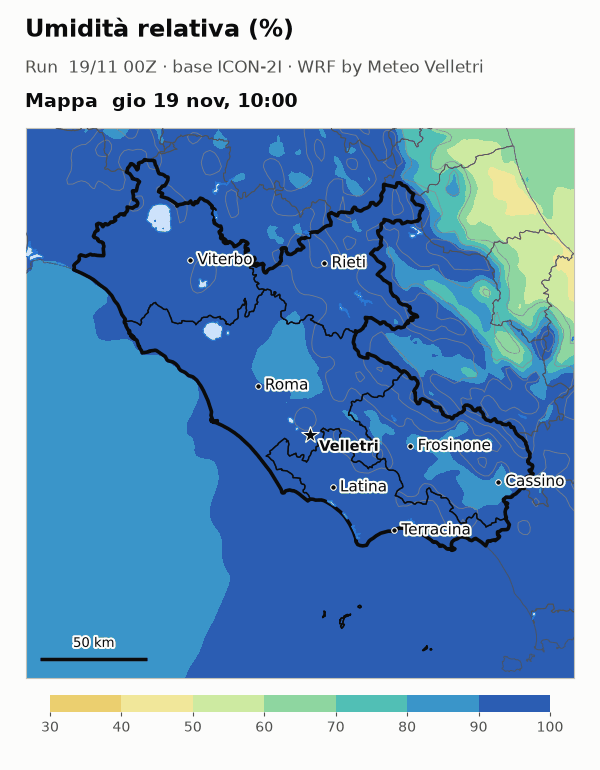 Umidità relativa (%)
Run  19/11 00Z · base ICON-2I · WRF by Meteo Velletri
Mappa  gio 19 nov, 10:00
Viterbo
Rieti
Roma
Velletri
Frosinone
Cassino
Latina
Terracina
50 km
30 40 50 60 70 80 90 100